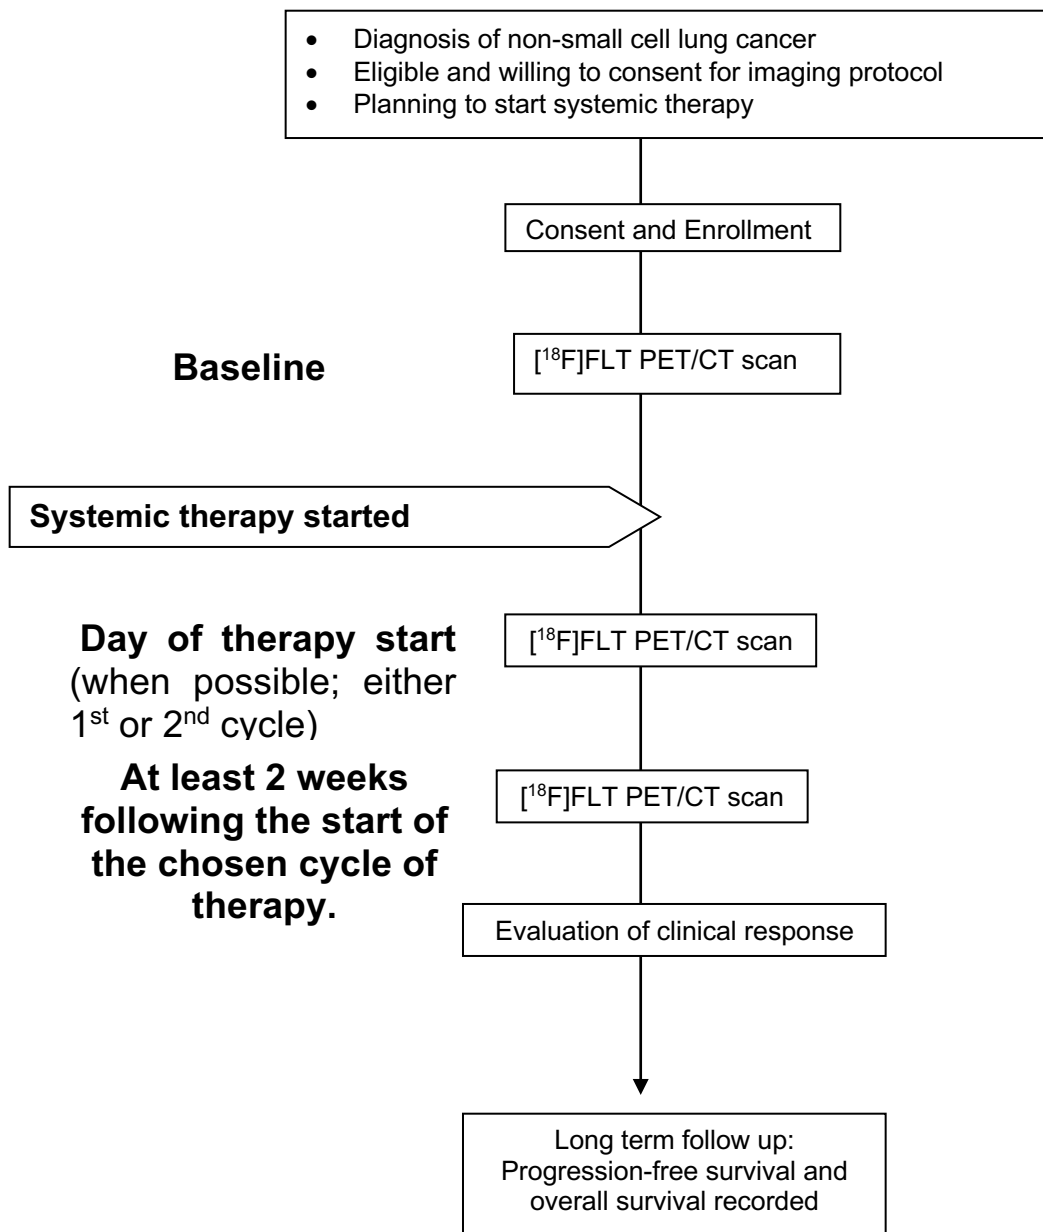 • Diagnosis of non-small cell lung cancer
• Eligible and willing to consent for imaging protocol
• Planning to start systemic therapy
Consent and Enrollment
Baseline
[¹⁸F]FLT PET/CT scan
Systemic therapy started
Day of therapy start
(when possible; either
1ˢᵗ or 2ⁿᵈ cycle)
[¹⁸F]FLT PET/CT scan
At least 2 weeks
following the start of
the chosen cycle of
therapy.
[¹⁸F]FLT PET/CT scan
Evaluation of clinical response
Long term follow up:
Progression-free survival and
overall survival recorded